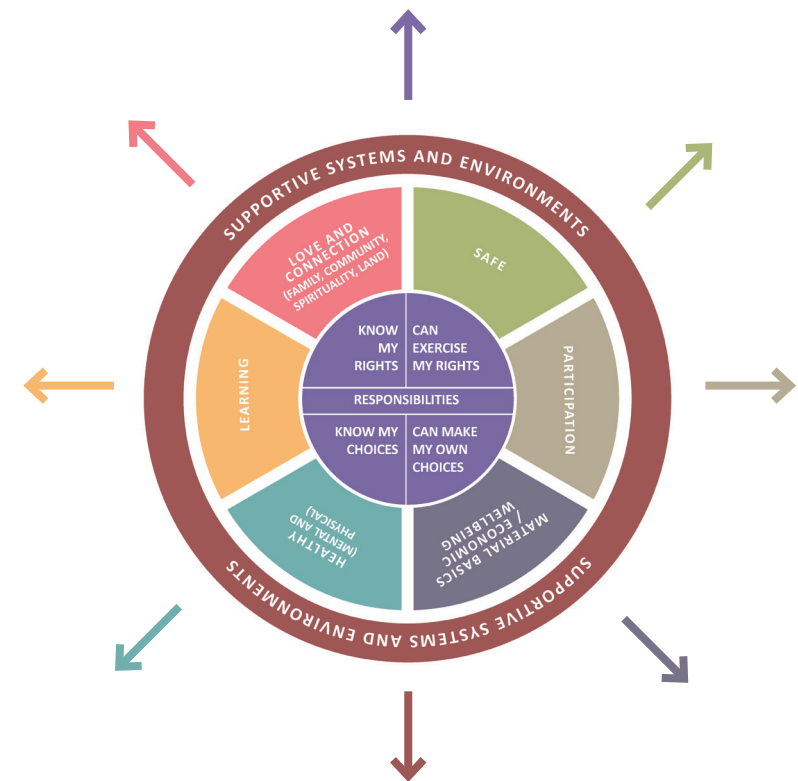 SUPPORTIVE SYSTEMS AND ENVIRONMENTS
LOVE AND
CONNECTION
(FAMILY, COMMUNITY,
SPIRITUALITY, LAND)
SAFE
KNOW
MY
RIGHTS
CAN
EXERCISE
MY RIGHTS
LEARNING
PARTICIPATION
RESPONSIBILITIES
KNOW MY
CHOICES
CAN MAKE
MY OWN
CHOICES
HEALTHY
(MENTAL AND
PHYSICAL)
MATERIAL BASICS
/ ECONOMIC
WELLBEING
SUPPORTIVE SYSTEMS AND ENVIRONMENTS